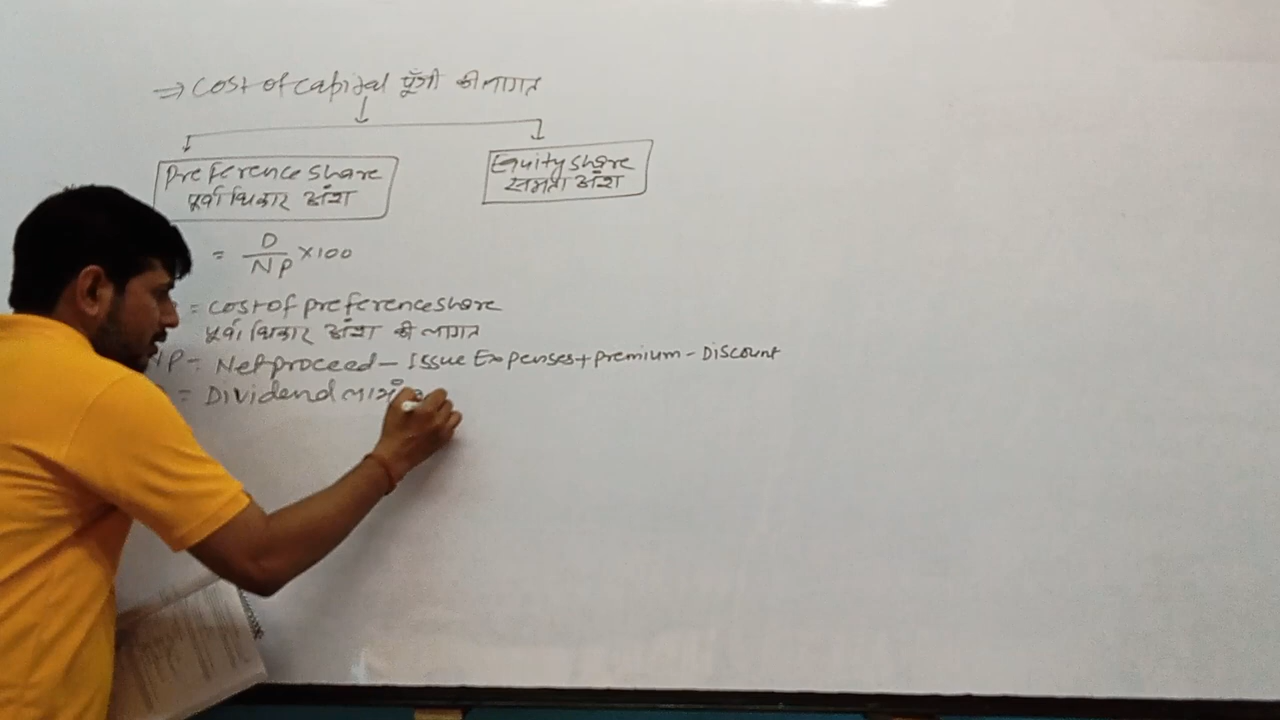 ⇒ Cost of capital पूँजी की लागत
Preference share
पूर्वाधिकार अंश
Equity share
समता अंश
= D/NP ×100
= cost of preference share
पूर्वाधिकार अंश की लागत
NP = Net proceed - Issue Expenses + premium - Discount
= Dividend लाभां